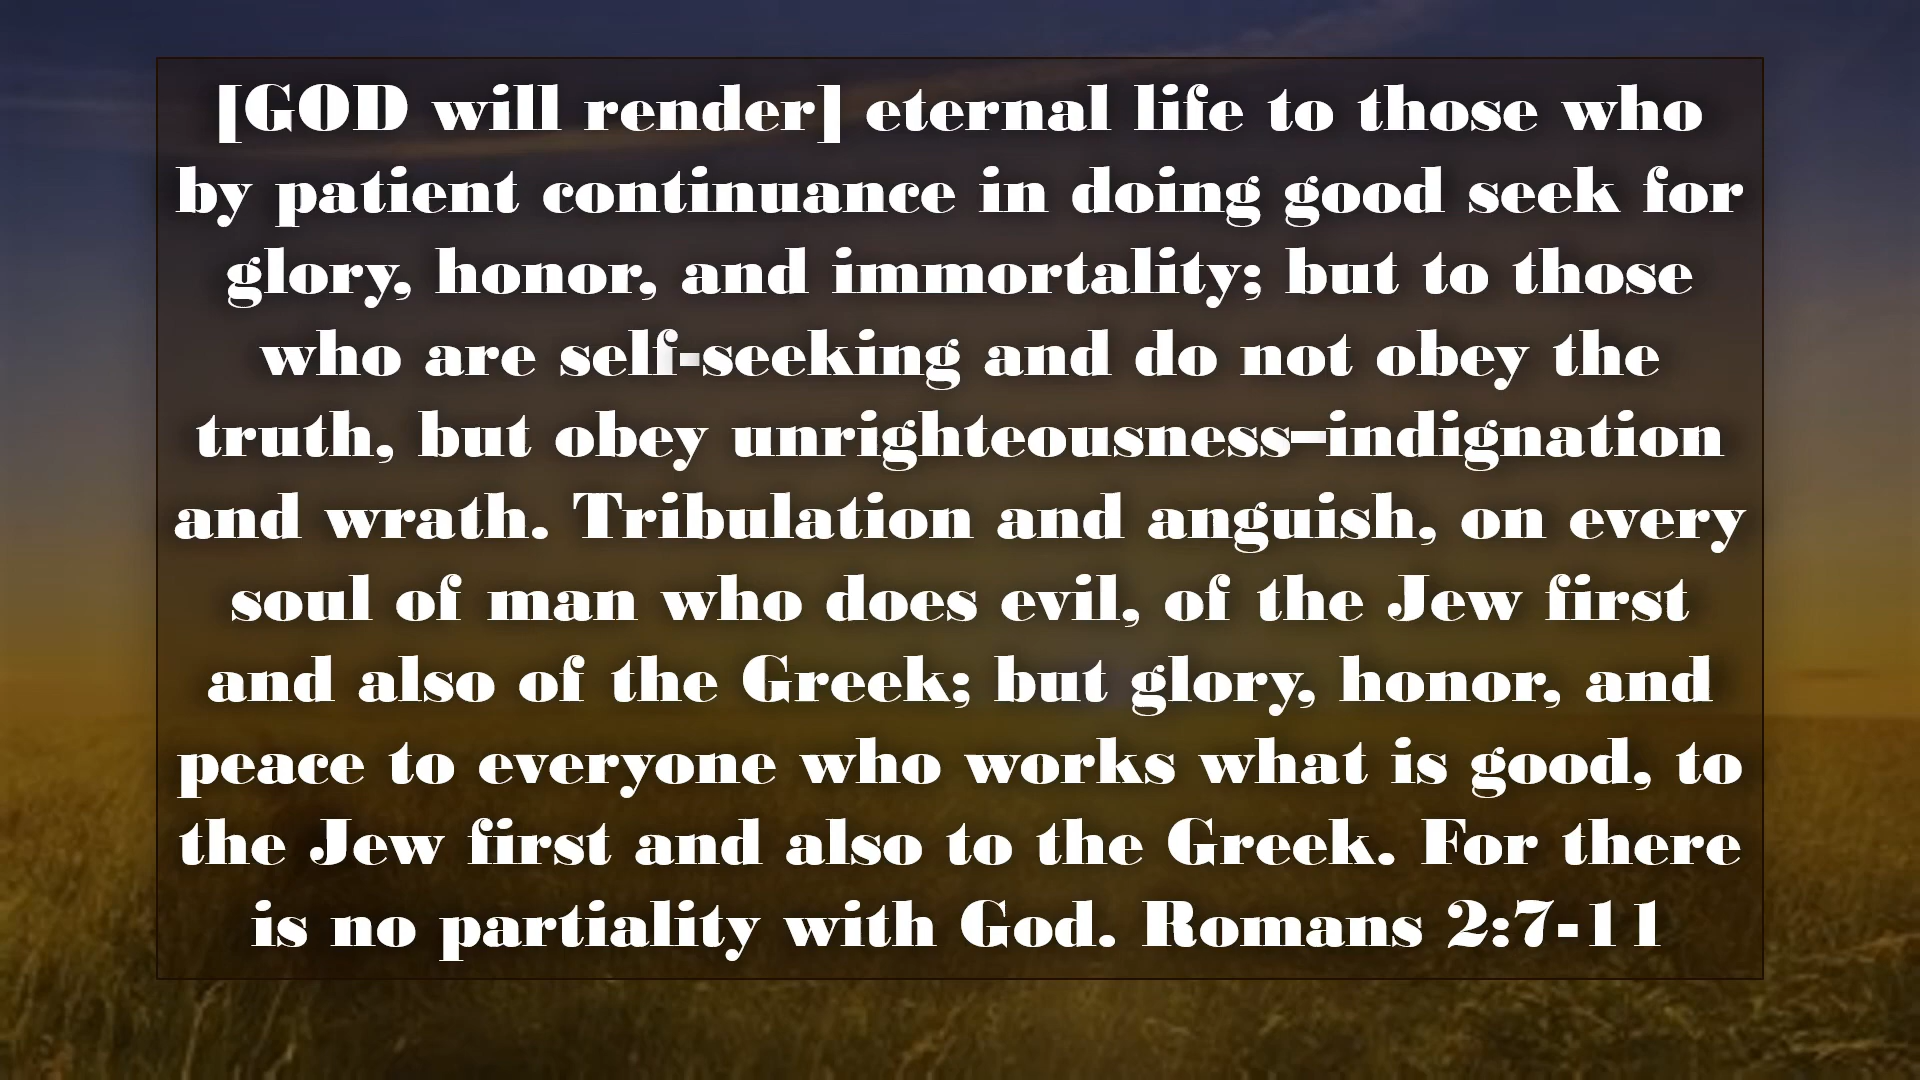 [GOD will render] eternal life to those who
by patient continuance in doing good seek for
glory, honor, and immortality; but to those
who are self-seeking and do not obey the
truth, but obey unrighteousness—indignation
and wrath. Tribulation and anguish, on every
soul of man who does evil, of the Jew first
and also of the Greek; but glory, honor, and
peace to everyone who works what is good, to
the Jew first and also to the Greek. For there
is no partiality with God. Romans 2:7-11